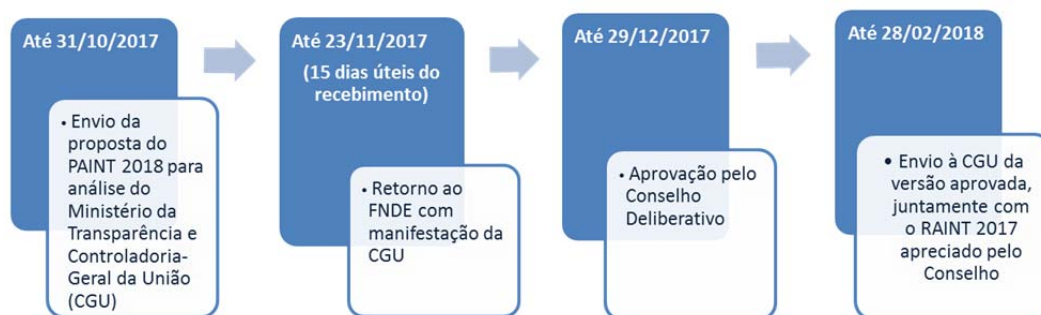 Até 31/10/2017
• Envio da
proposta do
PAINT 2018 para
análise do
Ministério da
Transparência e
Controladoria-
Geral da União
(CGU)
Até 23/11/2017
(15 dias úteis do
recebimento)
• Retorno ao
FNDE com
manifestação da
CGU
Até 29/12/2017
• Aprovação pelo
Conselho
Deliberativo
Até 28/02/2018
• Envio à CGU da
versão aprovada,
juntamente com
o RAINT 2017
apreciado pelo
Conselho